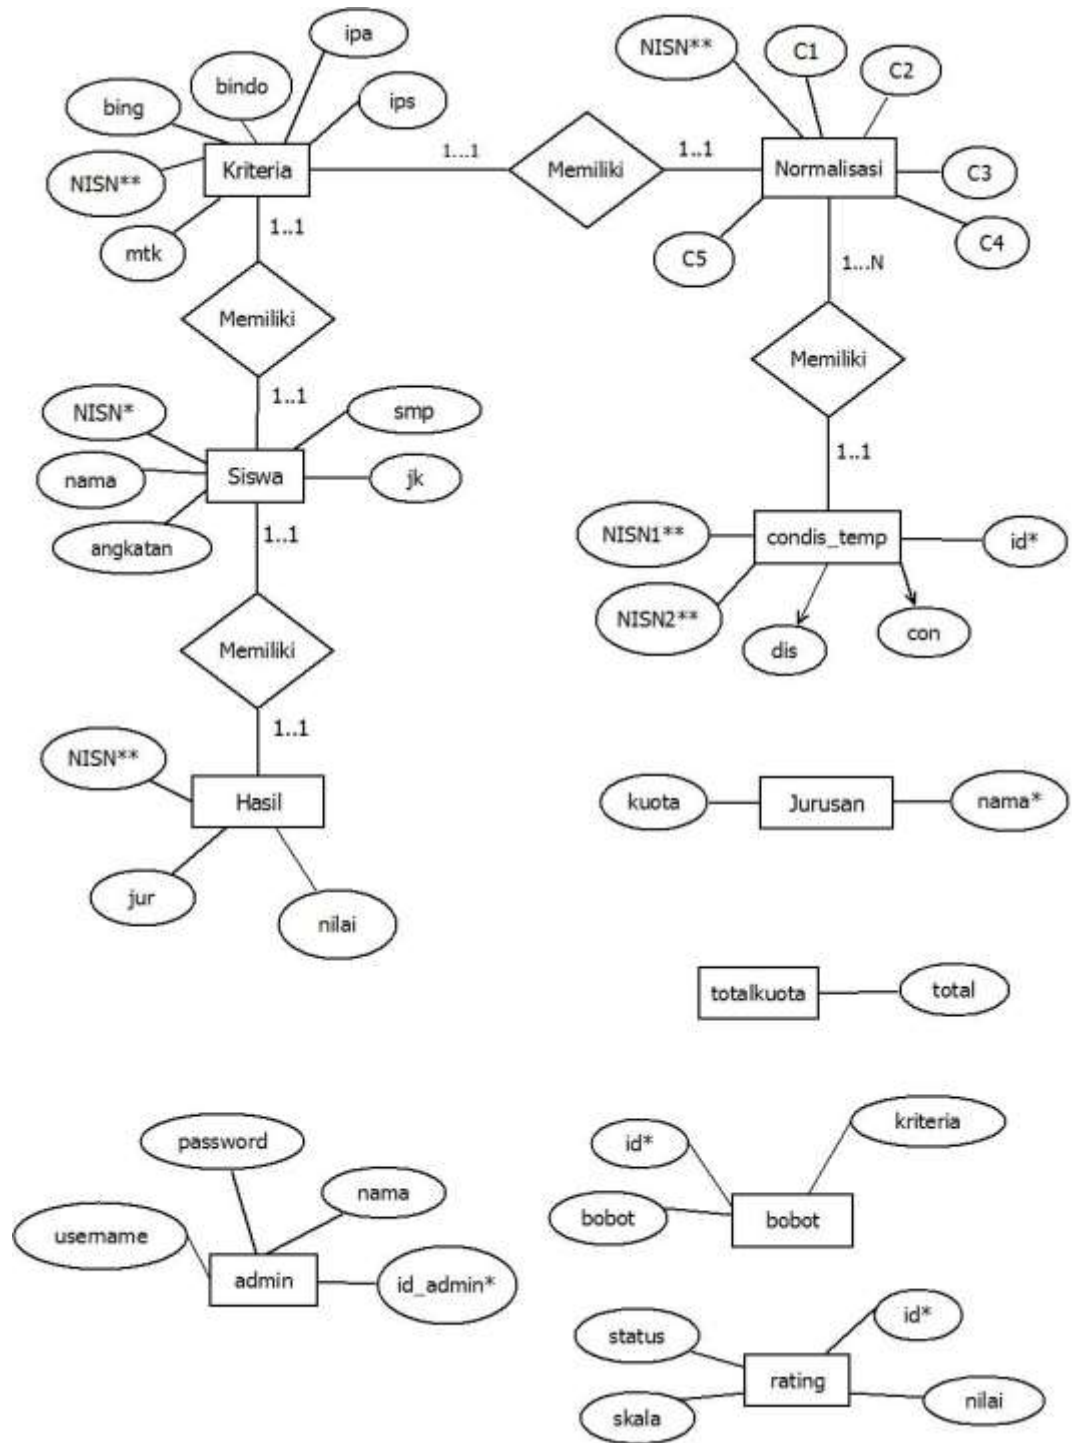 ipa
bindo
bing
ips
NISN**
Kriteria
mtk
1...1
Memiliki
1..1
NISN**
C1
C2
Normalisasi
C3
C4
C5
1..1
Memiliki
1..1
1...N
Memiliki
1..1
NISN*
smp
nama
Siswa
jk
angkatan
1..1
Memiliki
1..1
NISN1**
condis_temp
id*
NISN2**
dis
con
NISN**
Hasil
jur
nilai
kuota
Jurusan
nama*
totalkuota
total
password
nama
username
admin
id_admin*
id*
kriteria
bobot
bobot
status
id*
rating
skala
nilai